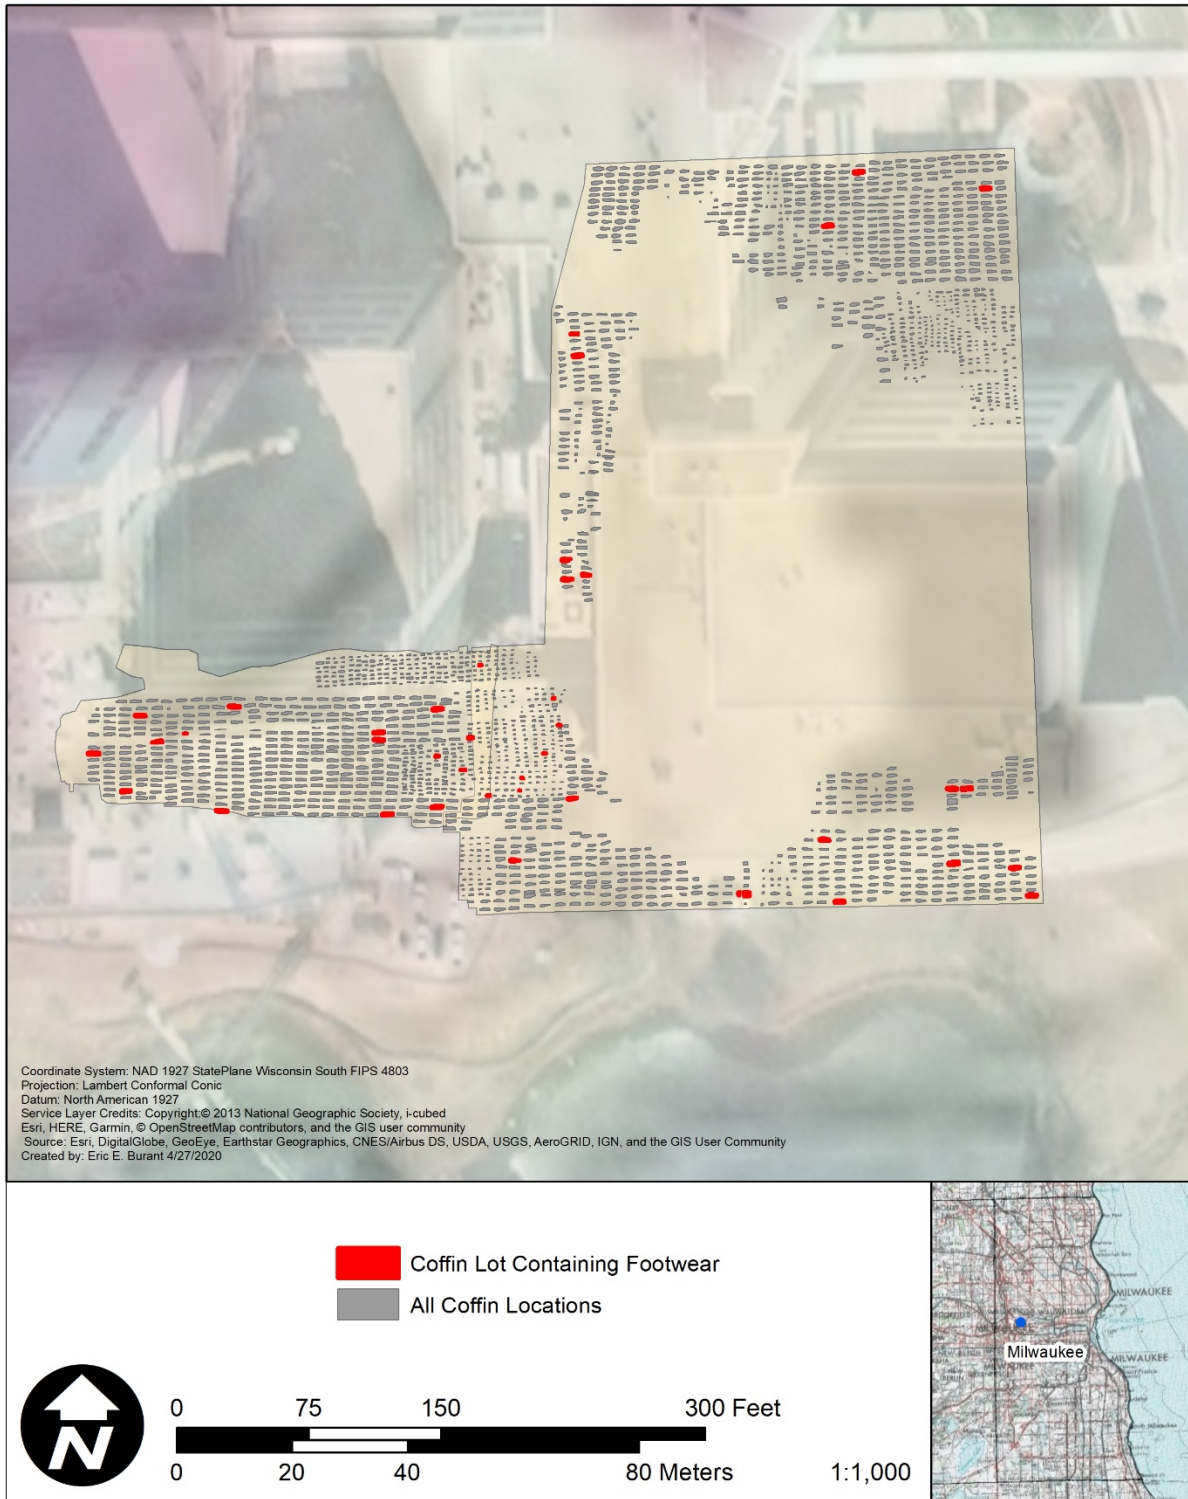 Coordinate System: NAD 1927 StatePlane Wisconsin South FIPS 4803
Projection: Lambert Conformal Conic
Datum: North American 1927
Service Layer Credits: Copyright:© 2013 National Geographic Society, i-cubed
Esri, HERE, Garmin, © OpenStreetMap contributors, and the GIS user community
Source: Esri, DigitalGlobe, GeoEye, Earthstar Geographics, CNES/Airbus DS, USDA, USGS, AeroGRID, IGN, and the GIS User Community
Created by: Eric E. Burant 4/27/2020
Coffin Lot Containing Footwear
All Coffin Locations
N
0 75 150 300 Feet
0 20 40 80 Meters
1:1,000
MILWAUKEE
Milwaukee
MILWAUKEE